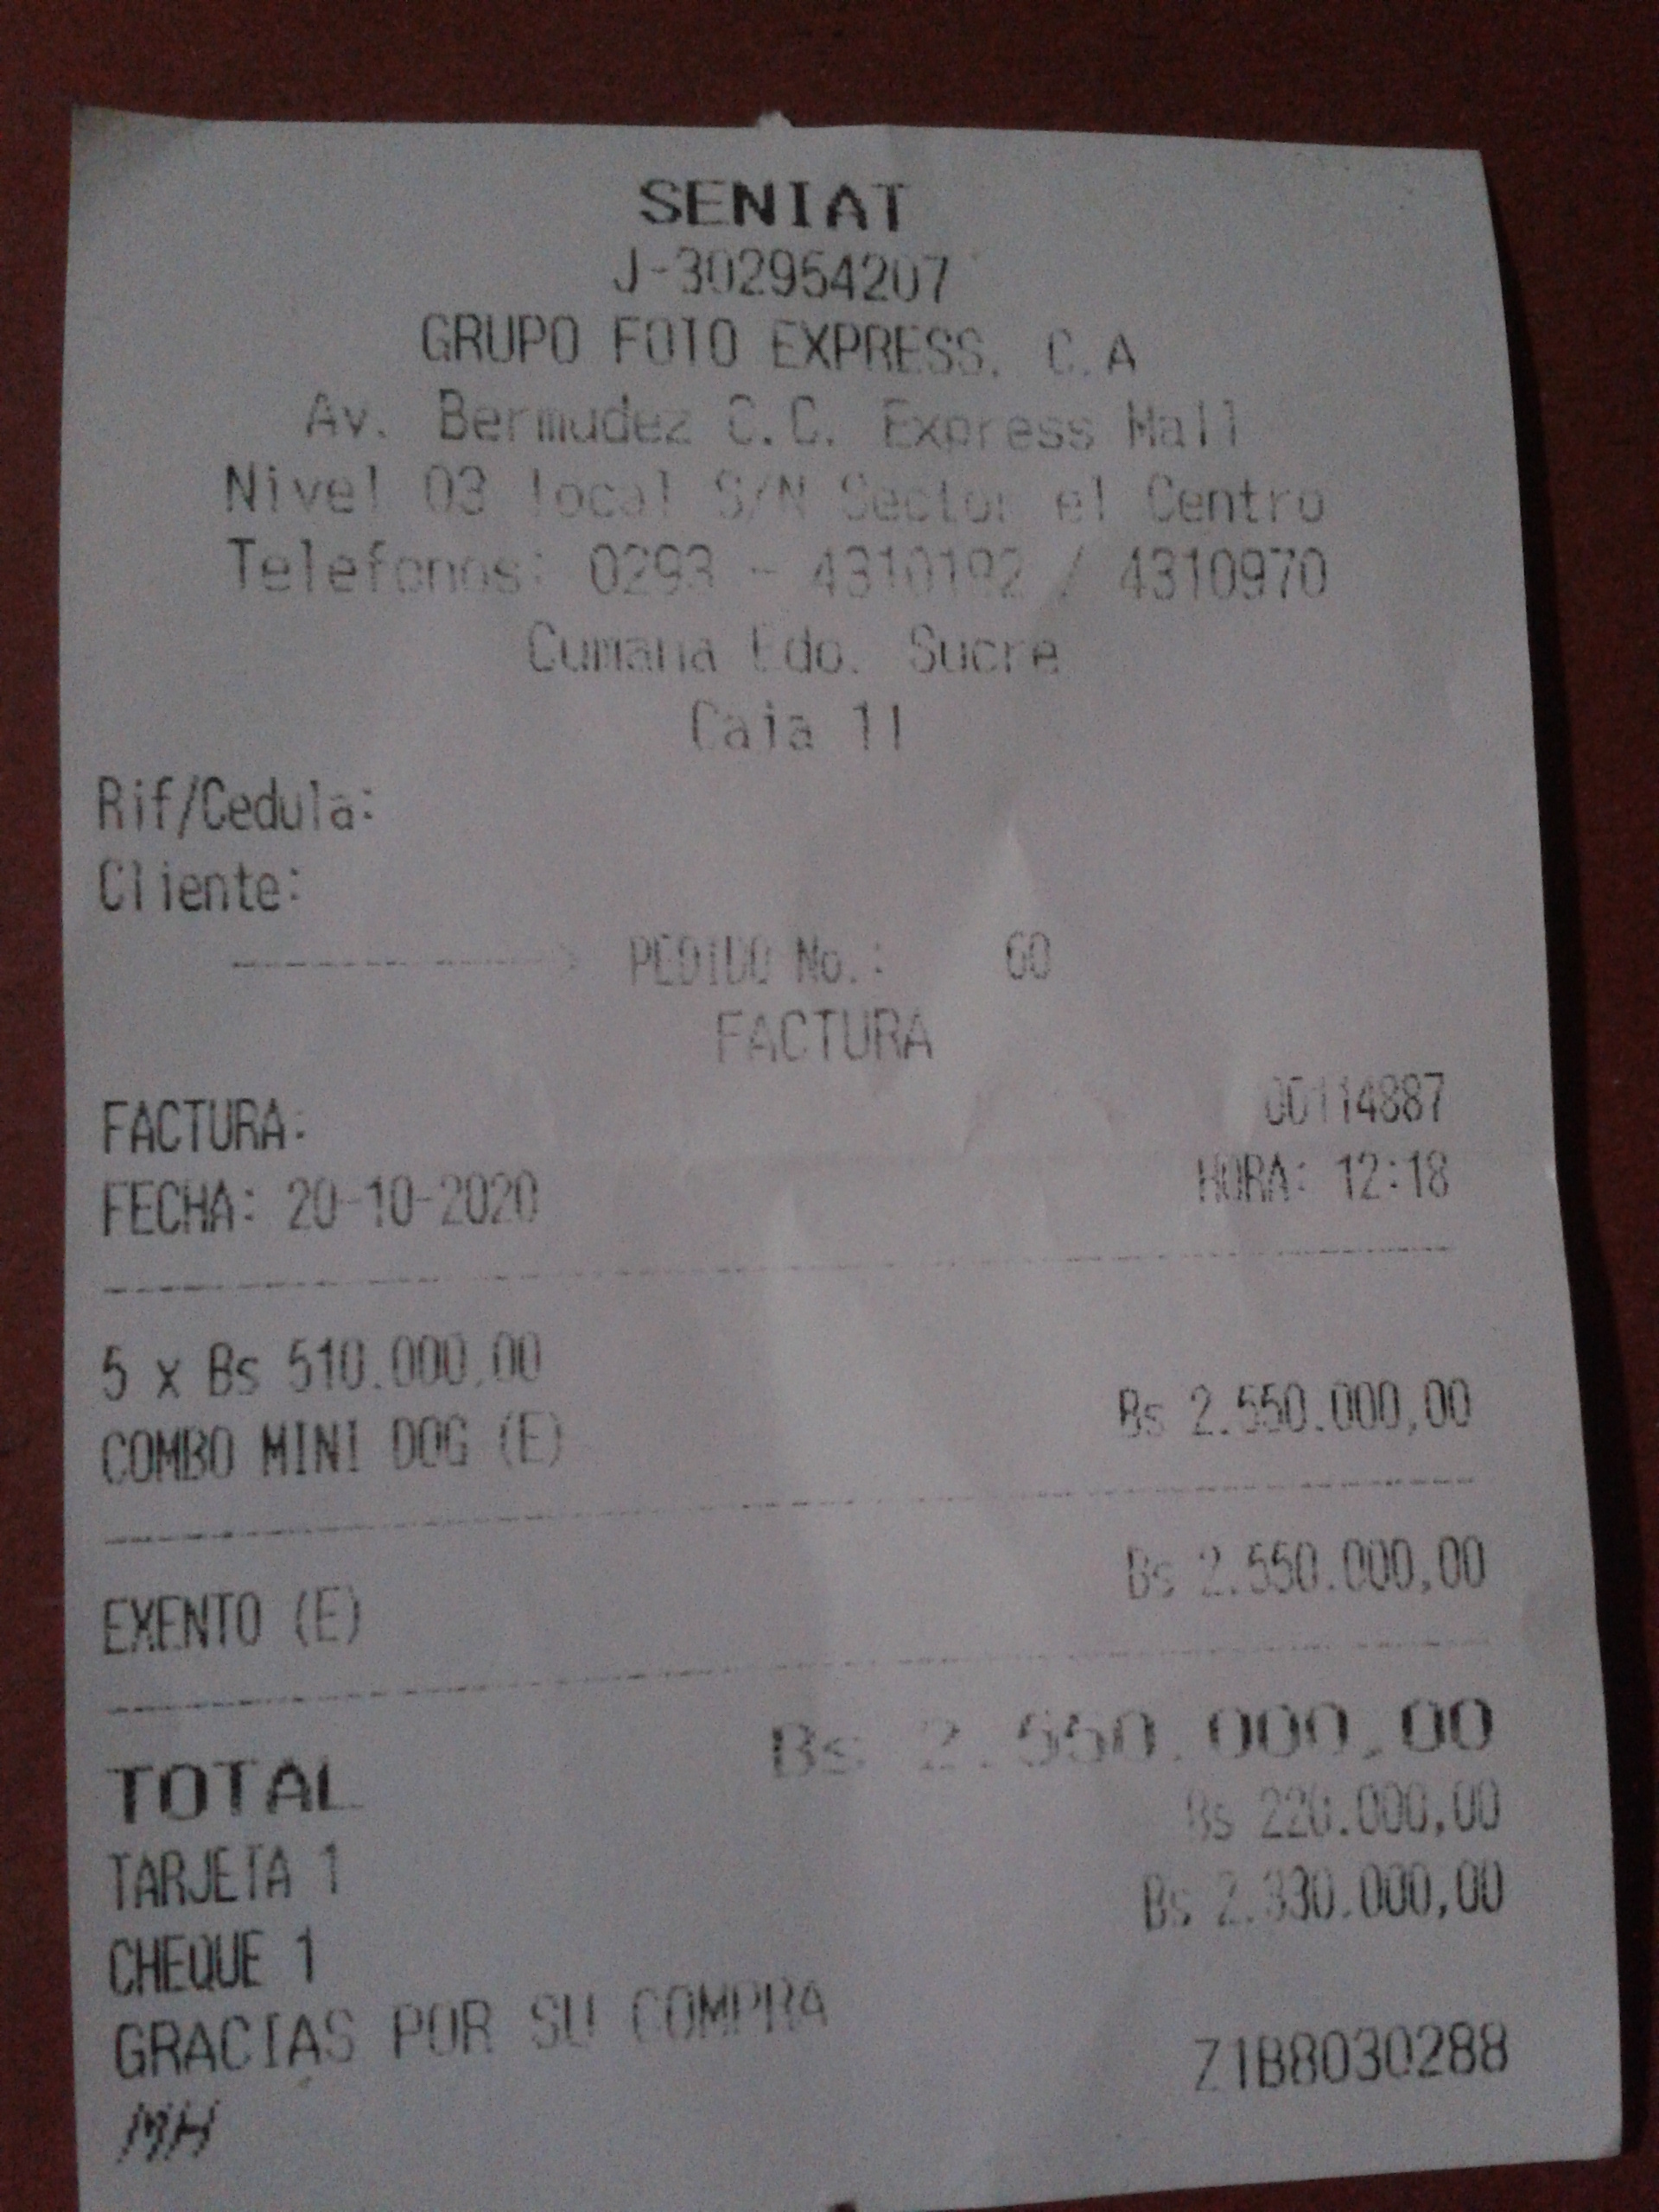 SENIAT
J-302954207
GRUPO FOTO EXPRESS, C.A
Av. Bermudez C.C. Express Mall
Nivel 03 local S/N Sector el Centro
Telefonos: 0293 - 4310192 / 4310970
Cumana Edo. Sucre
Caja 11
Rif/Cedula:
Cliente:
---------------> PEDIDO No.: 60
FACTURA
FACTURA: 00114887
FECHA: 20-10-2020 HORA: 12:18
5 x Bs 510.000,00
COMBO MINI DOG (E) Bs 2.550.000,00
EXENTO (E) Bs 2.550.000,00
TOTAL Bs 2.550.000,00
TARJETA 1 Bs 220.000,00
CHEQUE 1 Bs 2.330.000,00
GRACIAS POR SU COMPRA
MH Z1B8030288